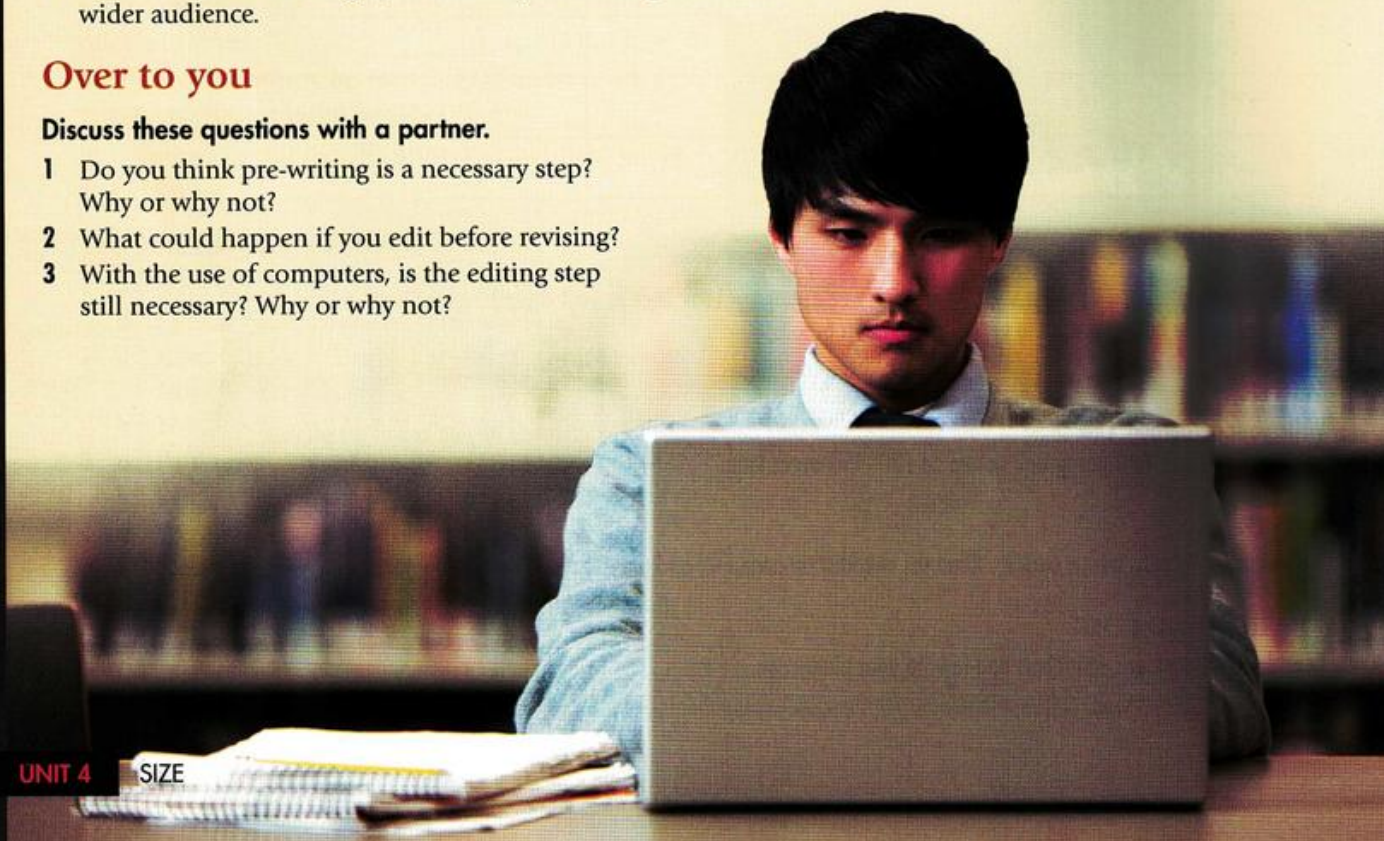 wider audience.
Over to you
Discuss these questions with a partner.
1 Do you think pre-writing is a necessary step?
Why or why not?
2 What could happen if you edit before revising?
3 With the use of computers, is the editing step
still necessary? Why or why not?
UNIT 4 SIZE